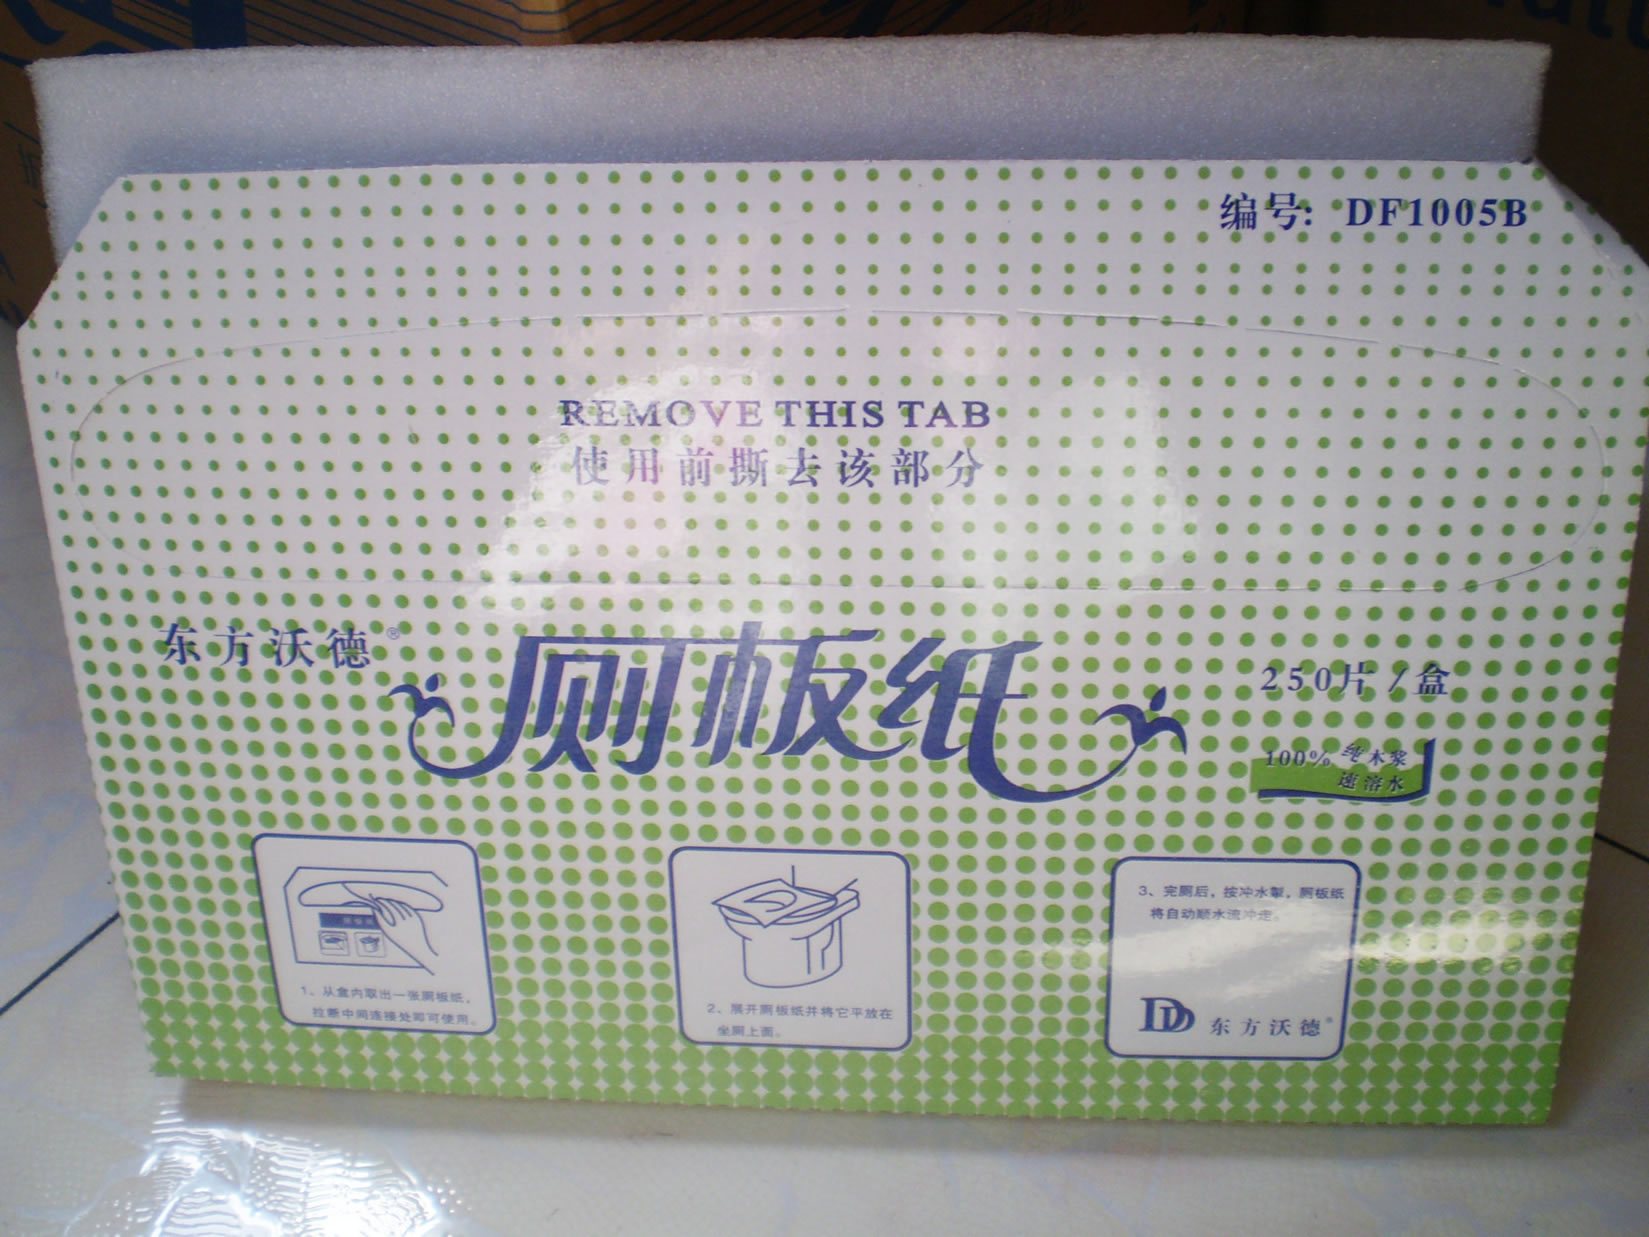 编号: DF1005B
REMOVE THIS TAB
使用前撕去该部分
东方沃德®
厕板纸
250片/盒
100% 纯木浆
速溶水
1、从盒内取出一张厕板纸，
拉断中间连接处即可使用。
2、展开厕板纸并将它平放在
坐厕上面。
3、完厕后，按冲水掣，厕板纸
将自动顺水流冲走。
东方沃德®